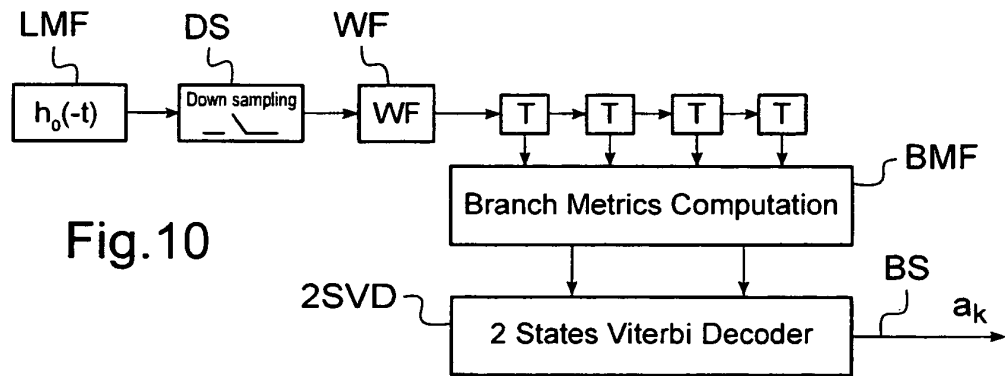 LMF DS WF
h₀(-t) Down sampling WF T T T T
BMF
Branch Metrics Computation
Fig.10
2SVD BS
2 States Viterbi Decoder aₖ